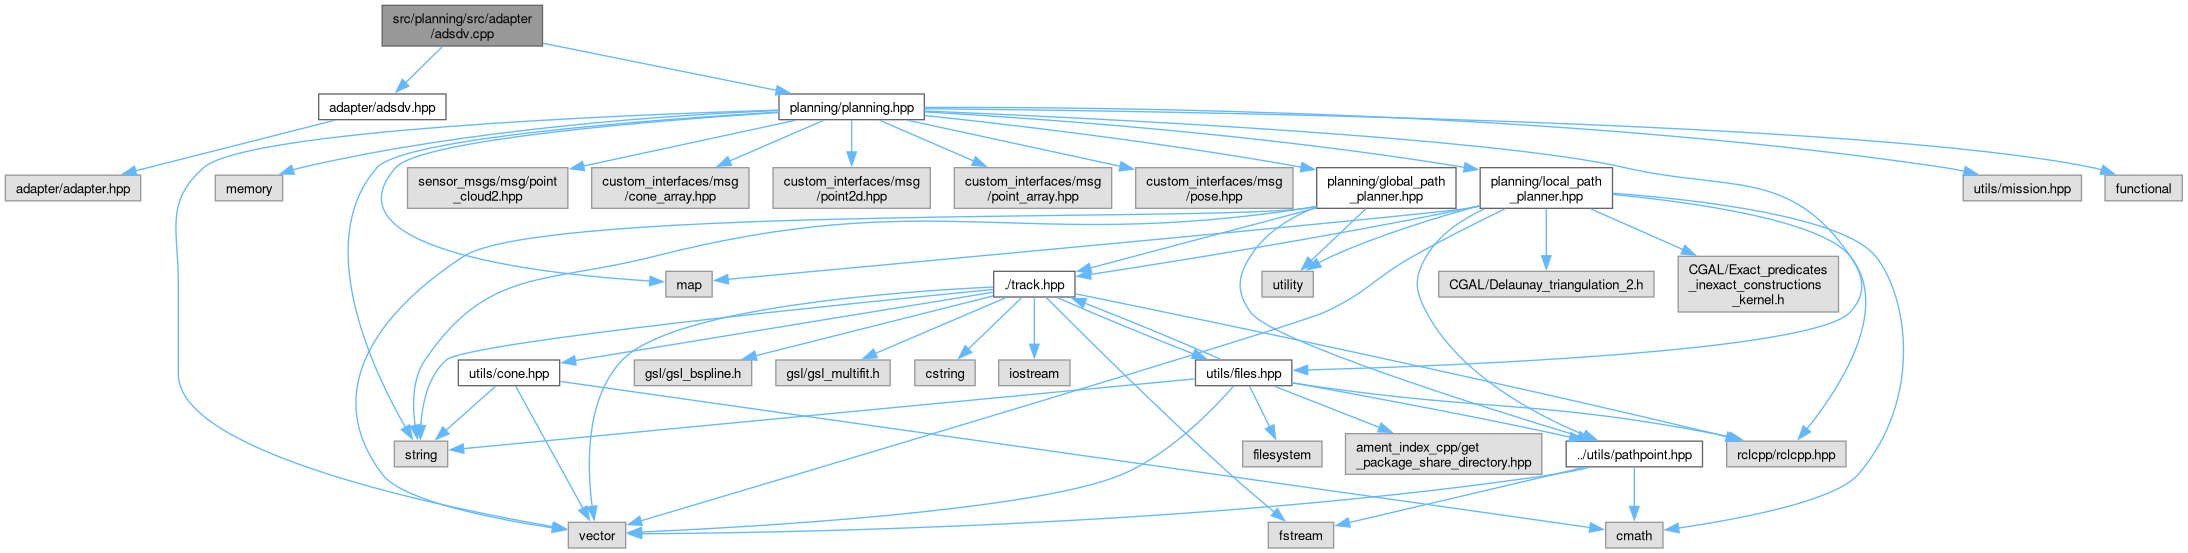 src/planning/src/adapter
/adsdv.cpp
adapter/adsdv.hpp
planning/planning.hpp
adapter/adapter.hpp
memory
sensor_msgs/msg/point
_cloud2.hpp
custom_interfaces/msg
/cone_array.hpp
custom_interfaces/msg
/point2d.hpp
custom_interfaces/msg
/point_array.hpp
custom_interfaces/msg
/pose.hpp
planning/global_path
_planner.hpp
planning/local_path
_planner.hpp
utils/mission.hpp
functional
map
./track.hpp
utility
CGAL/Delaunay_triangulation_2.h
CGAL/Exact_predicates
_inexact_constructions
_kernel.h
utils/cone.hpp
gsl/gsl_bspline.h
gsl/gsl_multifit.h
cstring
iostream
utils/files.hpp
string
filesystem
ament_index_cpp/get
_package_share_directory.hpp
../utils/pathpoint.hpp
rclcpp/rclcpp.hpp
vector
fstream
cmath